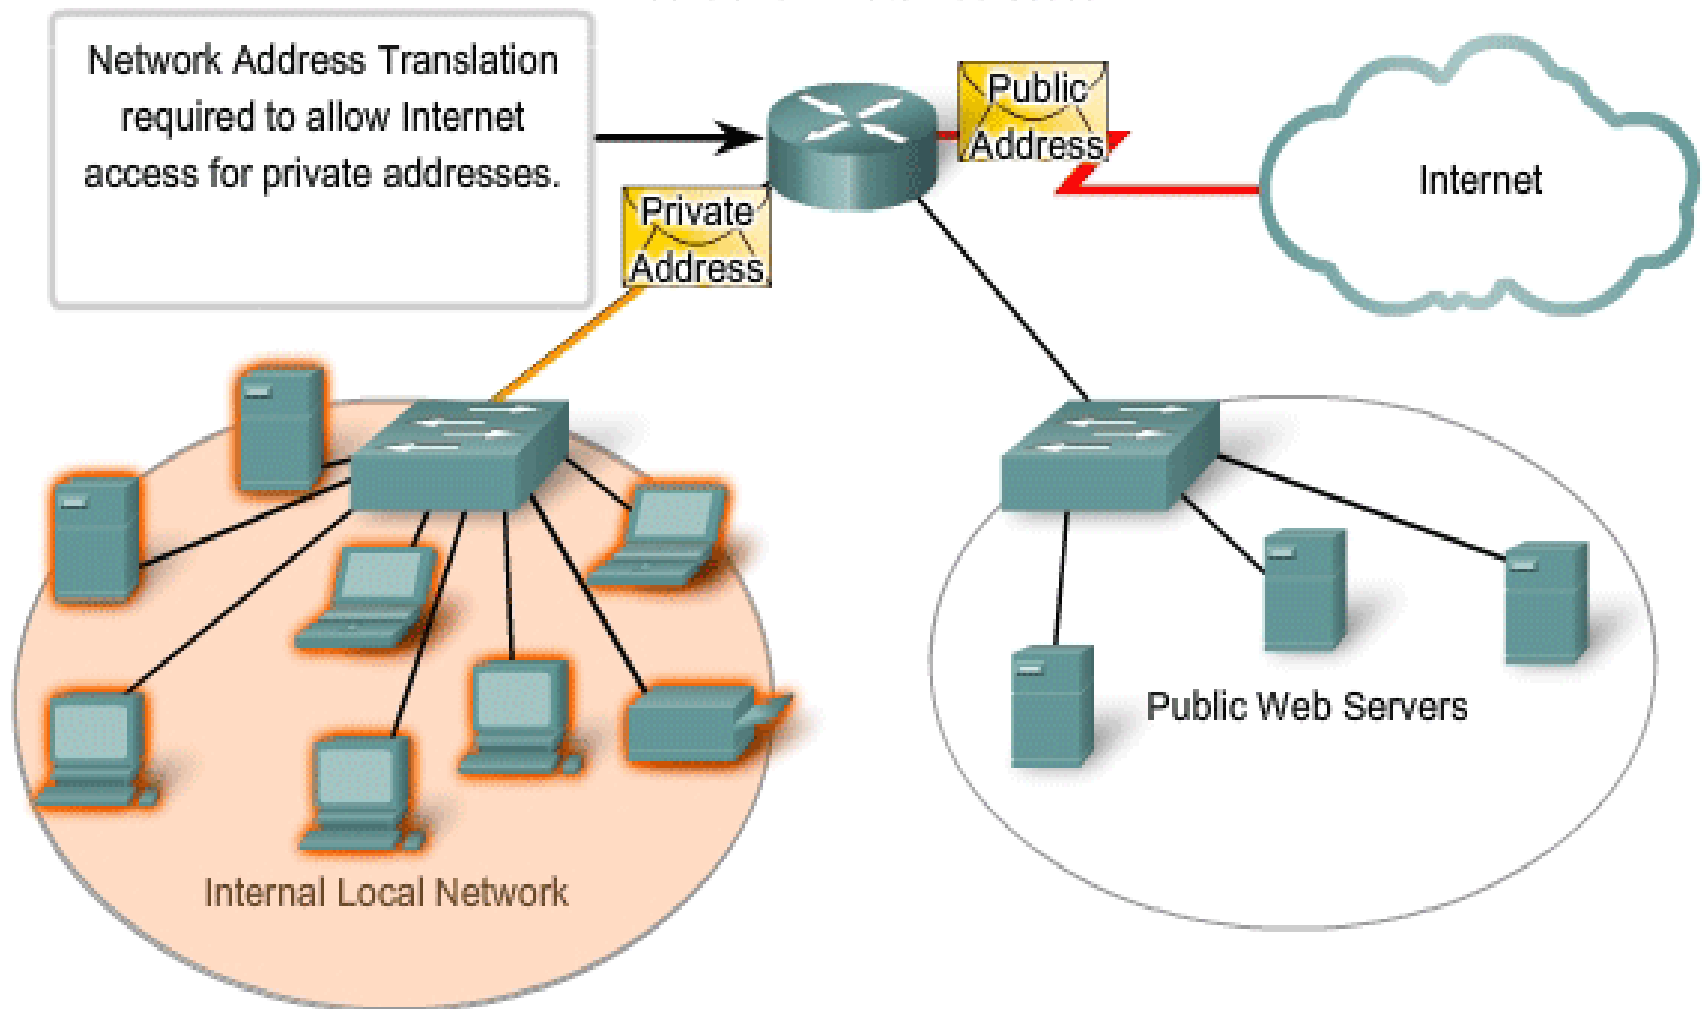 Network Address Translation
required to allow Internet
access for private addresses.
Public
Address
Internet
Private
Address
Public Web Servers
Internal Local Network